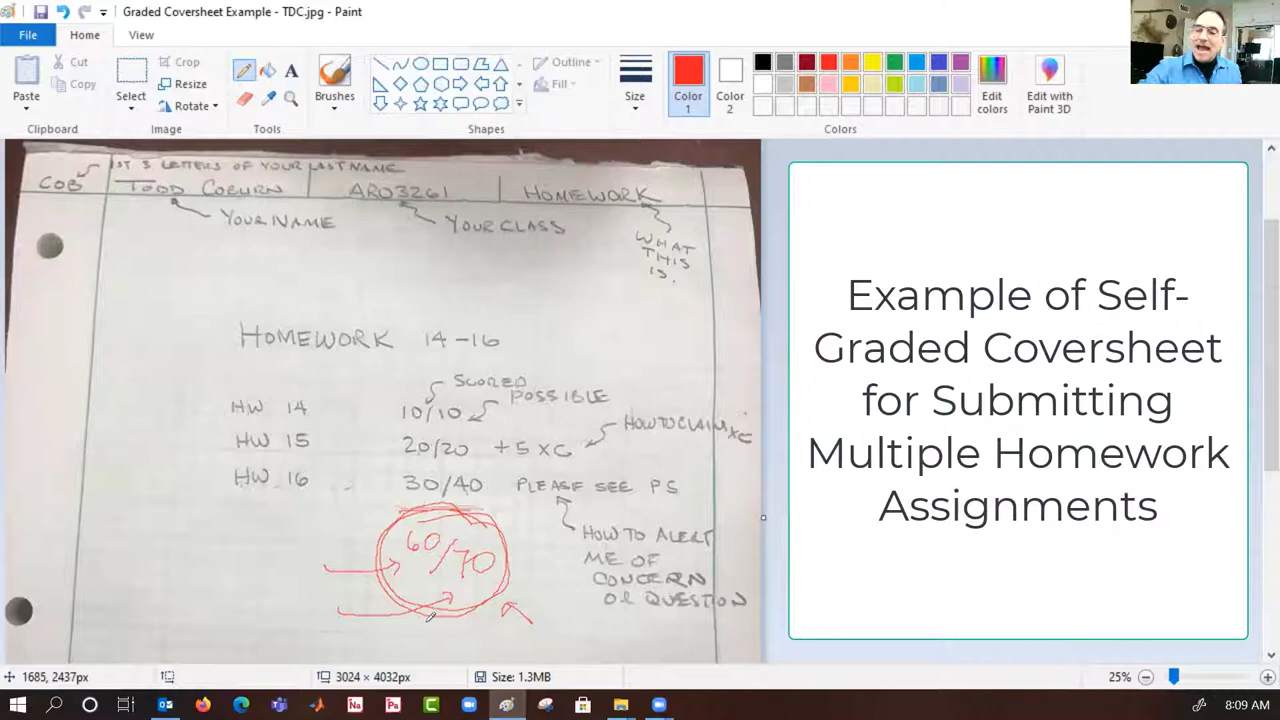 Graded Coversheet Example - TDC.jpg - Paint
File Home View
Paste Cut Copy
Select Crop Resize Rotate
Brushes
Outline
Fill
Size
Color 1
Color 2
Edit colors
Edit with Paint 3D
Clipboard Image Tools Shapes Colors
1ST 3 LETTERS OF YOUR LAST NAME
COB TODD COBURN ARO3261 HOMEWORK
YOUR NAME YOUR CLASS
WHAT
THIS
IS.
HOMEWORK 14-16
SCORED
POSSIBLE
HW 14 10/10
HOW TO CLAIM XC
HW 15 20/20 +5 XC
HW 16 30/40 PLEASE SEE PS
60/70
HOW TO ALERT
ME OF
CONCERN
OR QUESTION
Example of Self-
Graded Coversheet
for Submitting
Multiple Homework
Assignments
1685, 2437px
3024 × 4032px
Size: 1.3MB
25%
8:09 AM